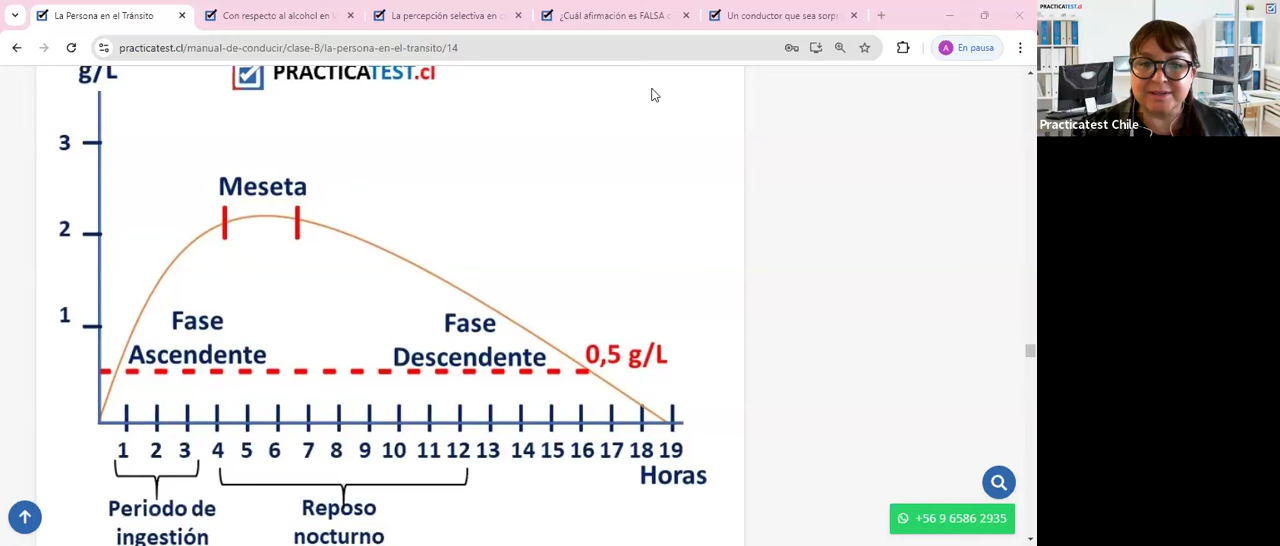 La Persona en el Tránsito
Con respecto al alcohol en l
La percepción selectiva en c
¿Cuál afirmación es FALSA c
Un conductor que sea sorpr
practicatest.cl/manual-de-conducir/clase-B/la-persona-en-el-transito/14
A
En pausa
PRACTICATEST.cl
Practicatest Chile
g/L
PRACTICATEST.cl
3
Meseta
2
1
Fase
Ascendente
Fase
Descendente
0,5 g/L
1 2 3 4 5 6 7 8 9 10 11 12 13 14 15 16 17 18 19
Horas
Periodo de
ingestión
Reposo
nocturno
+56 9 6586 2935